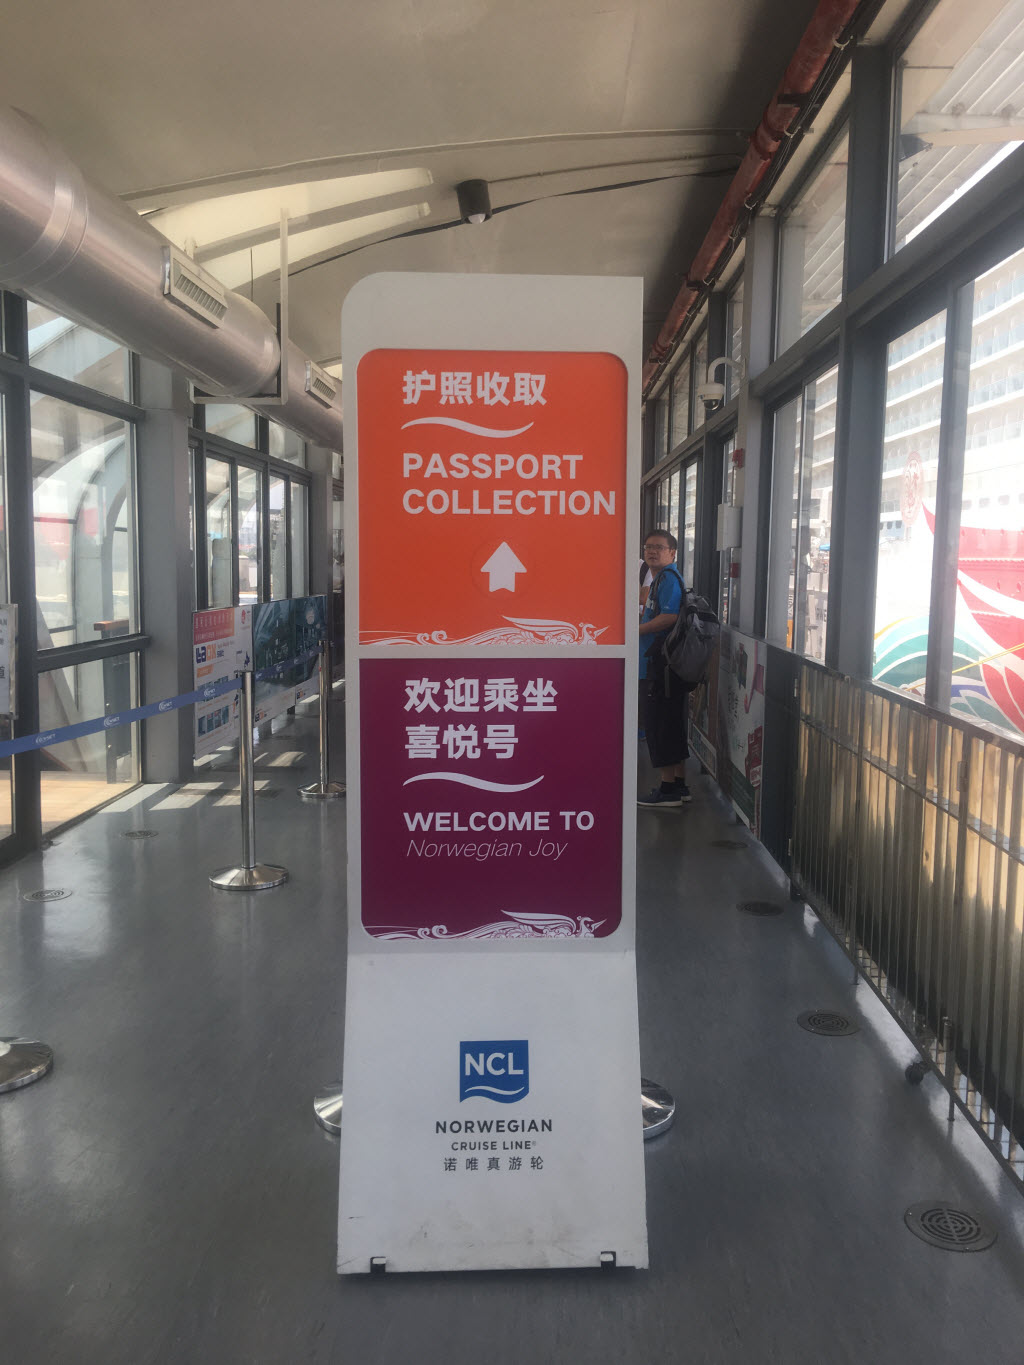 护照收取
PASSPORT
COLLECTION
欢迎乘坐
喜悦号
WELCOME TO
Norwegian Joy
NCL
NORWEGIAN
CRUISE LINE®
诺唯真游轮